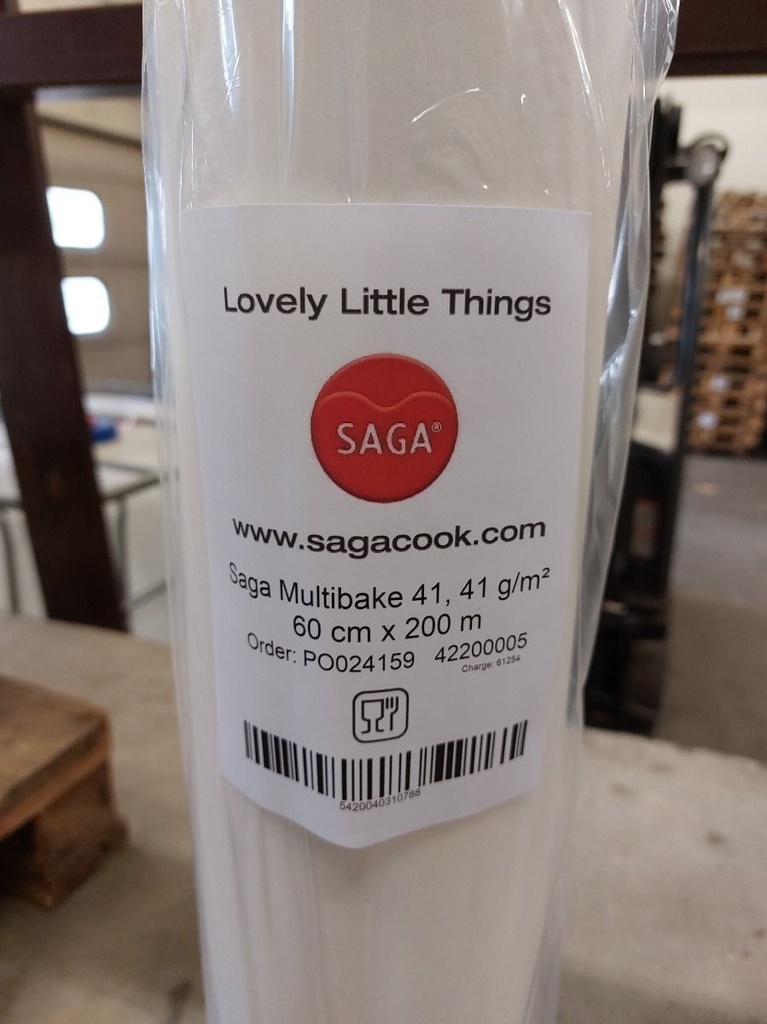 Lovely Little Things
SAGA®
www.sagacook.com
Saga Multibake 41, 41 g/m²
60 cm x 200 m
Order: PO024159 42200005
Charge: 61254
5420040310788